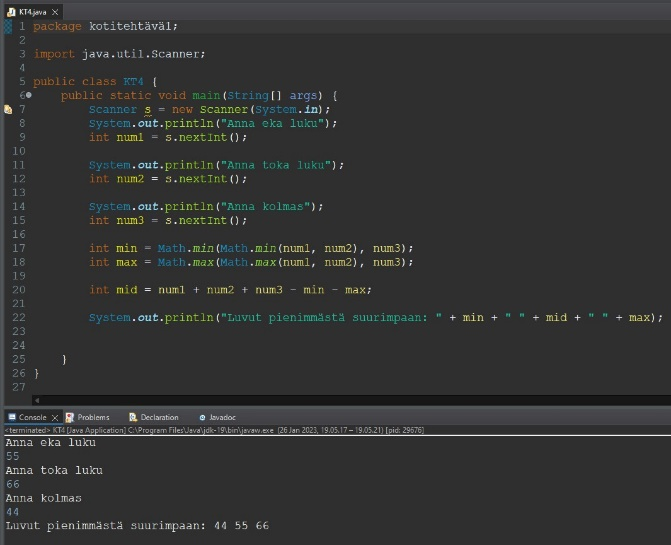 KT4.java
1 package kotitehtävä1;
2
3 import java.util.Scanner;
4
5 public class KT4 {
6 public static void main(String[] args) {
7 Scanner s = new Scanner(System.in);
8 System.out.println("Anna eka luku");
9 int num1 = s.nextInt();
10
11 System.out.println("Anna toka luku");
12 int num2 = s.nextInt();
13
14 System.out.println("Anna kolmas");
15 int num3 = s.nextInt();
16
17 int min = Math.min(Math.min(num1, num2), num3);
18 int max = Math.max(Math.max(num1, num2), num3);
19
20 int mid = num1 + num2 + num3 - min - max;
21
22 System.out.println("Luvut pienimmästä suurimpaan: " + min + " " + mid + " " + max);
23
24
25 }
26 }
27
Console Problems Declaration Javadoc
<terminated> KT4 [Java Application] C:\Program Files\Java\jdk-19\bin\javaw.exe (26 Jan 2023, 19.05.17 – 19.05.21) [pid: 29676]
Anna eka luku
55
Anna toka luku
66
Anna kolmas
44
Luvut pienimmästä suurimpaan: 44 55 66